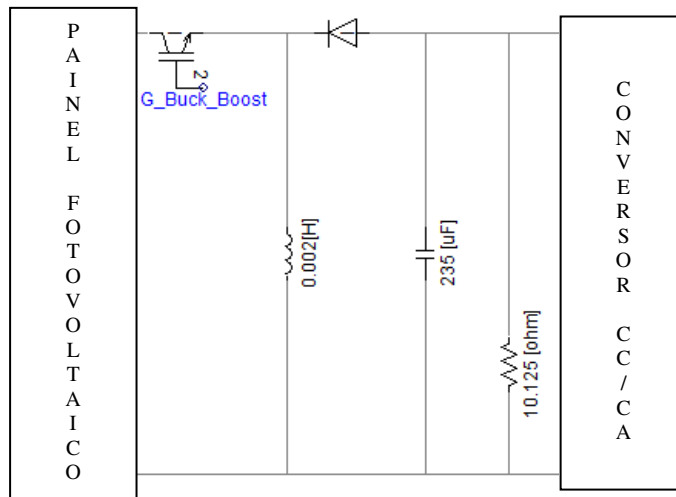 PAINEL FOTOVOLTAICO
2
G_Buck_Boost
0.002[H]
235 [uF]
10.125 [ohm]
CONVERSOR CC/CA